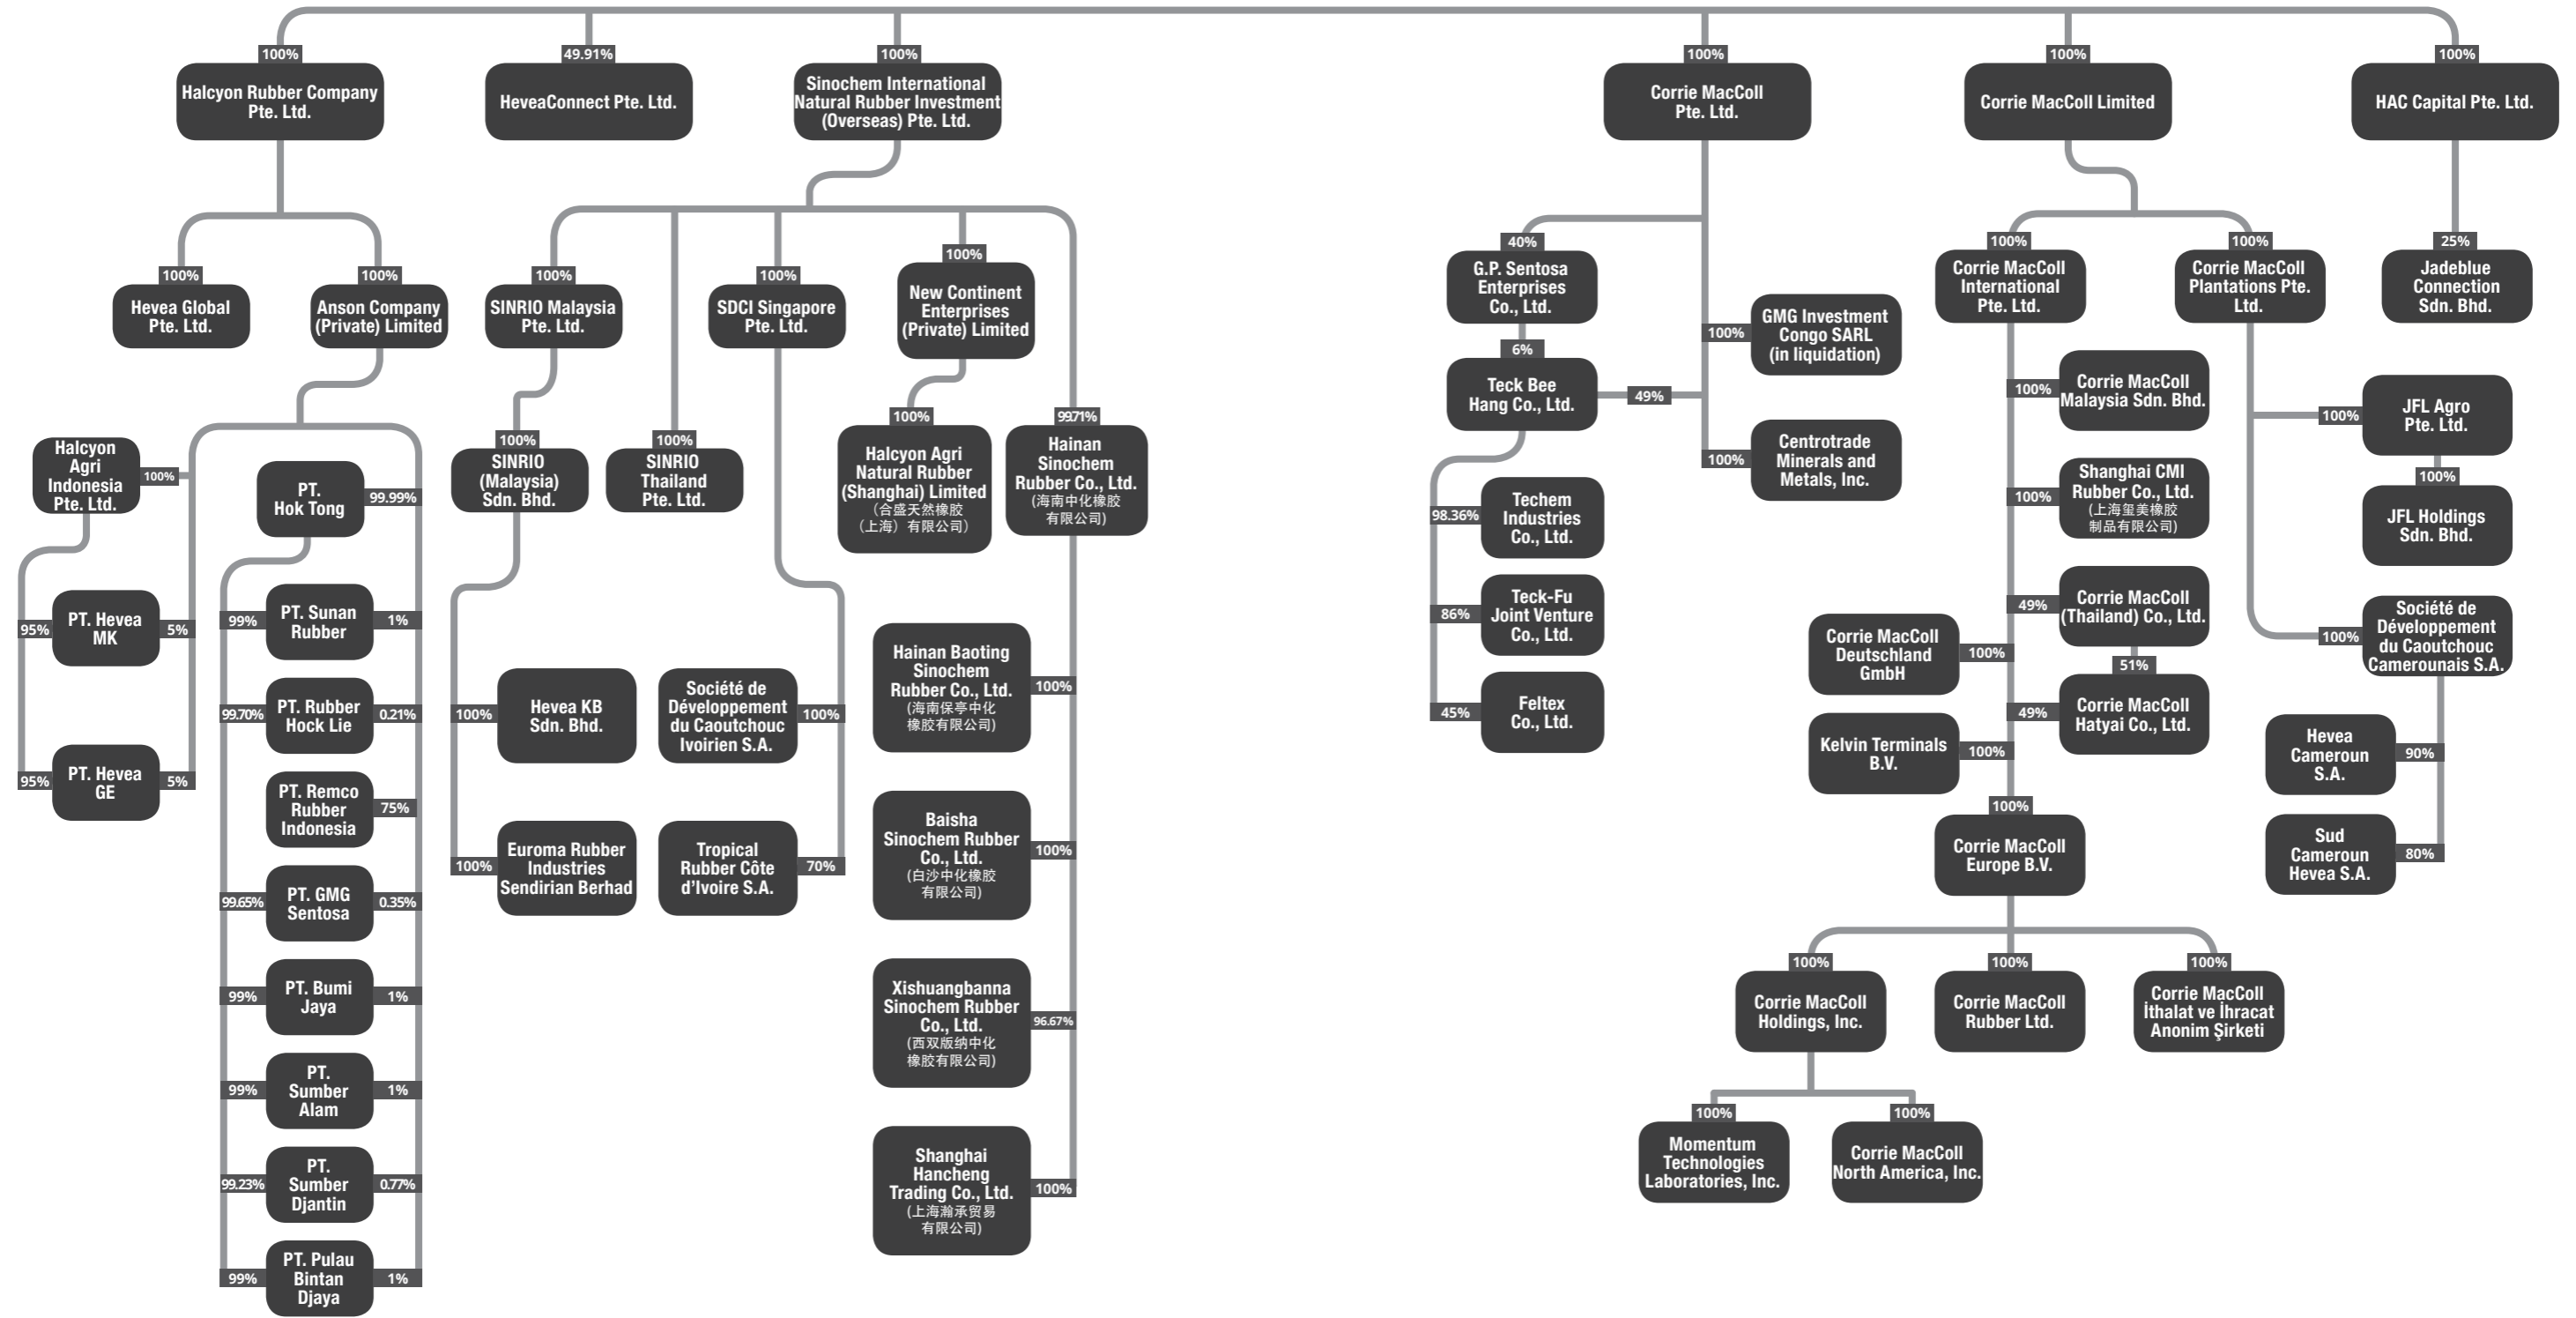 100%
Halcyon Rubber Company
Pte. Ltd.
49.91%
HeveaConnect Pte. Ltd.
100%
Sinochem International
Natural Rubber Investment
(Overseas) Pte. Ltd.
100%
Corrie MacColl
Pte. Ltd.
100%
Corrie MacColl Limited
100%
HAC Capital Pte. Ltd.
100%
Hevea Global
Pte. Ltd.
100%
Anson Company
(Private) Limited
100%
SINRIO Malaysia
Pte. Ltd.
100%
SDCI Singapore
Pte. Ltd.
100%
New Continent
Enterprises
(Private) Limited
Halcyon
Agri
Indonesia
Pte. Ltd.
100%
PT.
Hok Tong
99.99%
95%
PT. Hevea
MK
5%
95%
PT. Hevea
GE
5%
99%
PT. Sunan
Rubber
1%
99.70%
PT. Rubber
Hock Lie
0.21%
PT. Remco
Rubber
Indonesia
75%
99.65%
PT. GMG
Sentosa
0.35%
99%
PT. Bumi
Jaya
1%
99%
PT.
Sumber
Alam
1%
99.23%
PT.
Sumber
Djantin
0.77%
99%
PT. Pulau
Bintan
Djaya
1%
100%
SINRIO
(Malaysia)
Sdn. Bhd.
100%
SINRIO
Thailand
Pte. Ltd.
100%
Halcyon Agri
Natural Rubber
(Shanghai) Limited
（合盛天然橡胶
（上海）有限公司）
99.71%
Hainan
Sinochem
Rubber Co., Ltd.
(海南中化橡胶
有限公司)
100%
Hevea KB
Sdn. Bhd.
100%
Euroma Rubber
Industries
Sendirian Berhad
Société de
Développement
du Caoutchouc
Ivoirien S.A.
100%
Tropical
Rubber Côte
d’Ivoire S.A.
70%
Hainan Baoting
Sinochem
Rubber Co., Ltd.
(海南保亭中化
橡胶有限公司)
100%
Baisha
Sinochem Rubber
Co., Ltd.
(白沙中化橡胶
有限公司)
100%
Xishuangbanna
Sinochem Rubber
Co., Ltd.
(西双版纳中化
橡胶有限公司)
96.67%
Shanghai
Hancheng
Trading Co., Ltd.
(上海瀚承贸易
有限公司)
100%
40%
G.P. Sentosa
Enterprises
Co., Ltd.
6%
Teck Bee
Hang Co., Ltd.
49%
100%
GMG Investment
Congo SARL
(in liquidation)
100%
Centrotrade
Minerals and
Metals, Inc.
98.36%
Techem
Industries
Co., Ltd.
86%
Teck-Fu
Joint Venture
Co., Ltd.
45%
Feltex
Co., Ltd.
100%
Corrie MacColl
International
Pte. Ltd.
100%
Corrie MacColl
Plantations Pte.
Ltd.
25%
Jadeblue
Connection
Sdn. Bhd.
100%
Corrie MacColl
Malaysia Sdn. Bhd.
100%
Shanghai CMI
Rubber Co., Ltd.
(上海玺美橡胶
制品有限公司)
49%
Corrie MacColl
(Thailand) Co., Ltd.
51%
49%
Corrie MacColl
Hatyai Co., Ltd.
Corrie MacColl
Deutschland
GmbH
100%
Kelvin Terminals
B.V.
100%
100%
Corrie MacColl
Europe B.V.
100%
JFL Agro
Pte. Ltd.
100%
JFL Holdings
Sdn. Bhd.
100%
Société de
Développement
du Caoutchouc
Camerounais S.A.
Hevea
Cameroun
S.A.
90%
Sud
Cameroun
Hevea S.A.
80%
100%
Corrie MacColl
Holdings, Inc.
100%
Corrie MacColl
Rubber Ltd.
100%
Corrie MacColl
İthalat ve İhracat
Anonim Şirketi
100%
Momentum
Technologies
Laboratories, Inc.
100%
Corrie MacColl
North America, Inc.